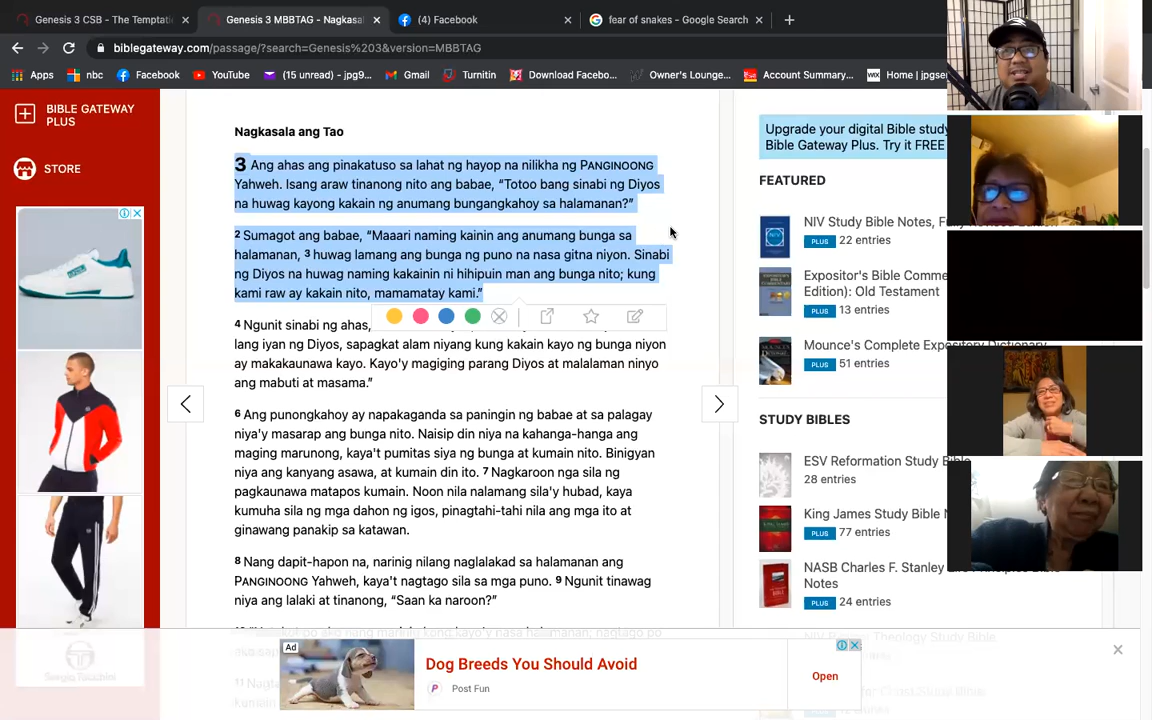 Genesis 3 CSB - The Temptati
Genesis 3 MBBTAG - Nagkasal
(4) Facebook
fear of snakes - Google Search
biblegateway.com/passage/?search=Genesis%203&version=MBBTAG
Apps
nbc
Facebook
YouTube
(15 unread) - jpg9...
Gmail
Turnitin
Download Faceboo...
Owner's Lounge...
Account Summary...
Home | jpgser
BIBLE GATEWAY
PLUS
STORE
Nagkasala ang Tao
3 Ang ahas ang pinakatuso sa lahat ng hayop na nilikha ng PANGINOONG
Yahweh. Isang araw tinanong nito ang babae, “Totoo bang sinabi ng Diyos
na huwag kayong kakain ng anumang bungangkahoy sa halamanan?”
2 Sumagot ang babae, “Maaari naming kainin ang anumang bunga sa
halamanan, 3 huwag lamang ang bunga ng puno na nasa gitna niyon. Sinabi
ng Diyos na huwag naming kakainin ni hihipuin man ang bunga nito; kung
kami raw ay kakain nito, mamamatay kami.”
4 Ngunit sinabi ng ahas,
lang iyan ng Diyos, sapagkat alam niyang kung kakain kayo ng bunga niyon
ay makakaunawa kayo. Kayo'y magiging parang Diyos at malalaman ninyo
ang mabuti at masama.”
6 Ang punongkahoy ay napakaganda sa paningin ng babae at sa palagay
niya'y masarap ang bunga nito. Naisip din niya na kahanga-hanga ang
maging marunong, kaya't pumitas siya ng bunga at kumain nito. Binigyan
niya ang kanyang asawa, at kumain din ito. 7 Nagkaroon nga sila ng
pagkaunawa matapos kumain. Noon nila nalamang sila'y hubad, kaya
kumuha sila ng mga dahon ng igos, pinagtahi-tahi nila ang mga ito at
ginawang panakip sa katawan.
8 Nang dapit-hapon na, narinig nilang naglalakad sa halamanan ang
PANGINOONG Yahweh, kaya't nagtago sila sa mga puno. 9 Ngunit tinawag
niya ang lalaki at tinanong, “Saan ka naroon?”
Upgrade your digital Bible study
Bible Gateway Plus. Try it FREE
FEATURED
NIV Study Bible Notes, Fu
PLUS 22 entries
Expositor's Bible Comme
Edition): Old Testament
PLUS 13 entries
Mounce's Complete Expository Dictionary
PLUS 51 entries
STUDY BIBLES
ESV Reformation Study Bible
28 entries
King James Study Bible N
PLUS 77 entries
NASB Charles F. Stanley Life Principles Bible
Notes
PLUS 24 entries
Ad
Dog Breeds You Should Avoid
Post Fun
Open
Sergio Tacchini